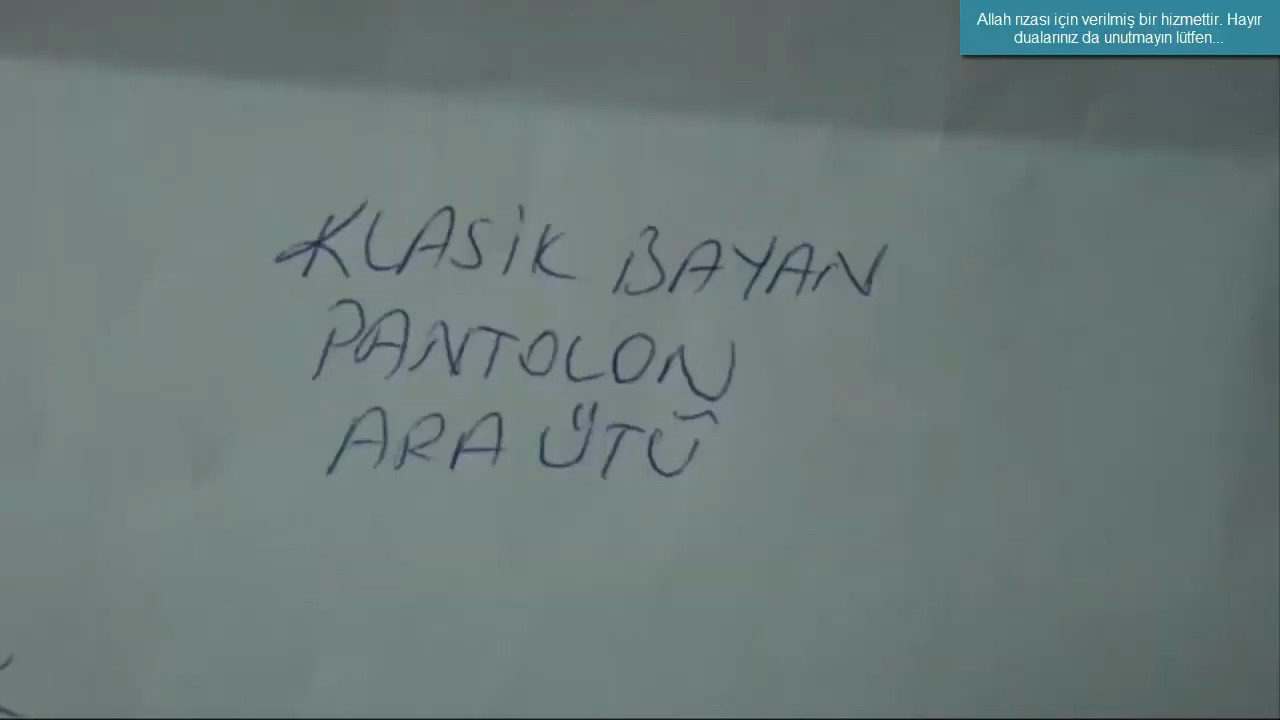 Allah rızası için verilmiş bir hizmettir. Hayır
dualarınız da unutmayın lütfen...
KLASİK BAYAN
PANTOLON
ARA ÜTÜ